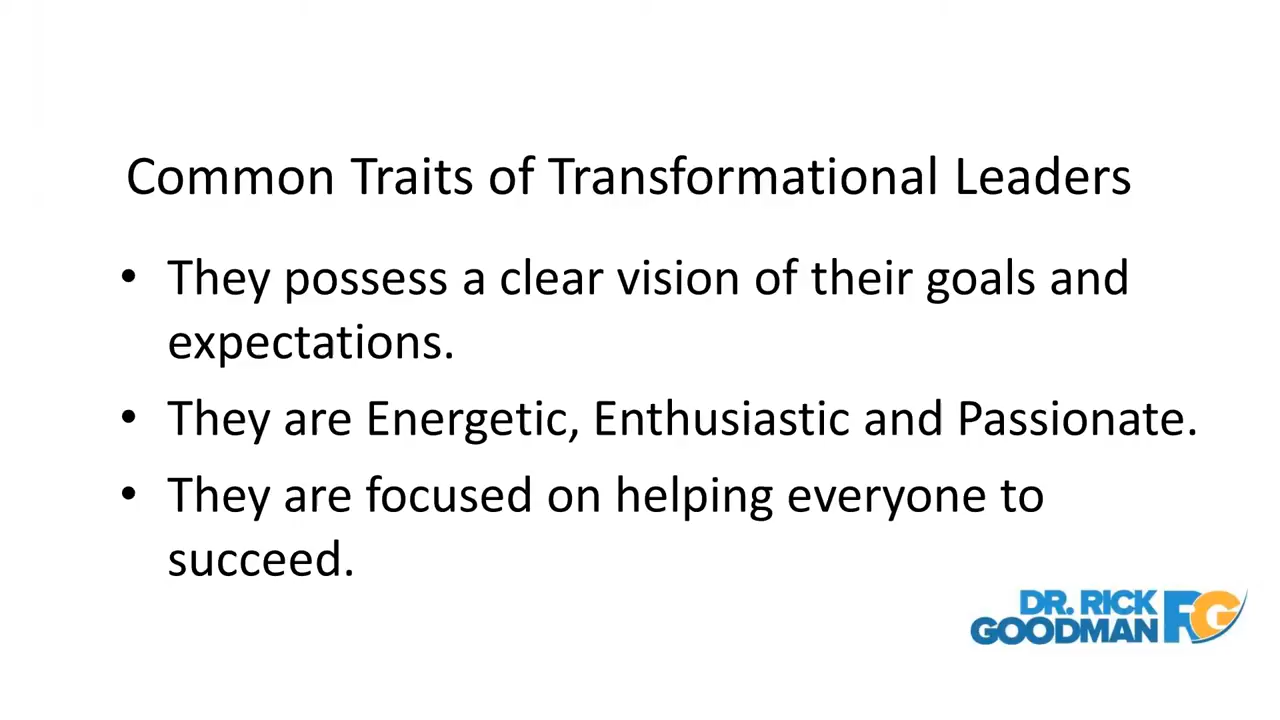 Common Traits of Transformational Leaders
• They possess a clear vision of their goals and
expectations.
• They are Energetic, Enthusiastic and Passionate.
• They are focused on helping everyone to
succeed.
DR. RICK
GOODMAN RG